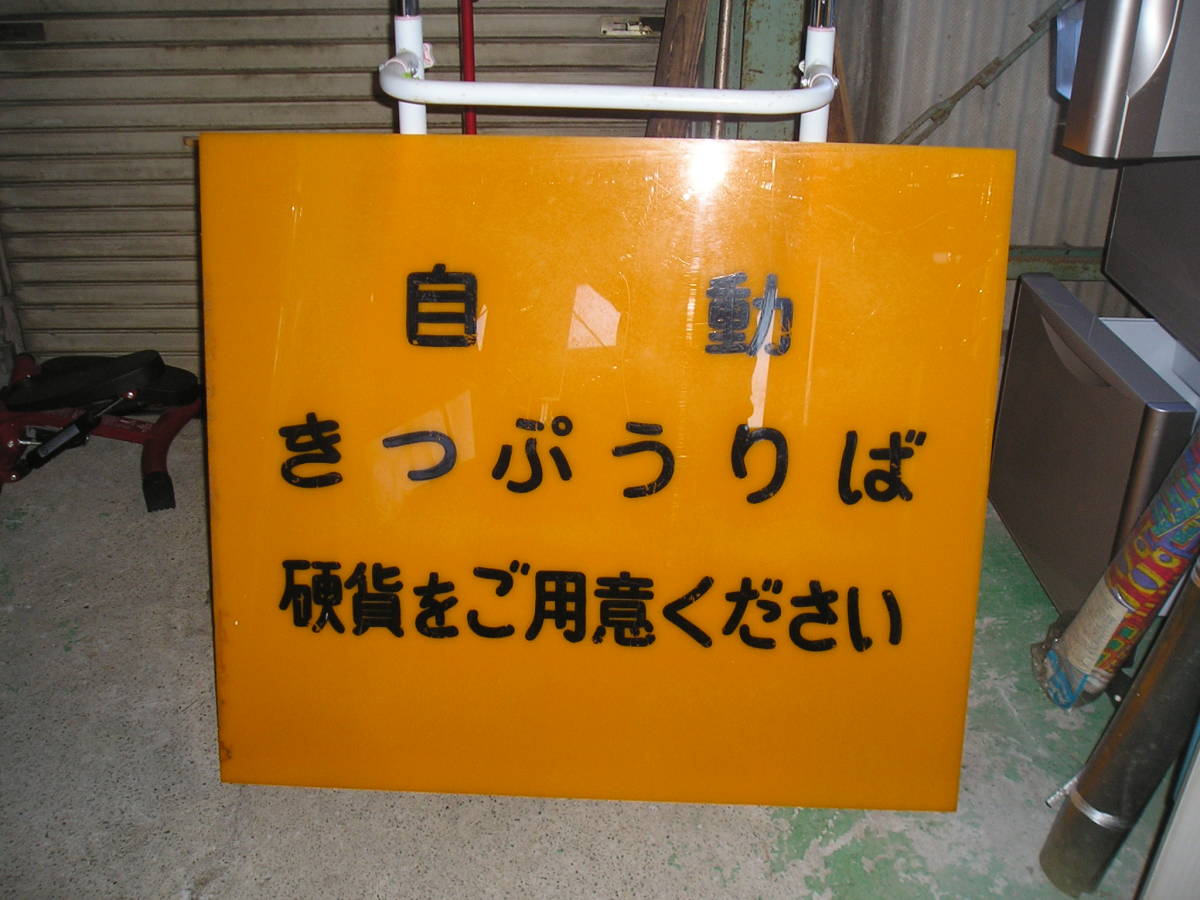 自動
きっぷうりば
硬貨をご用意ください